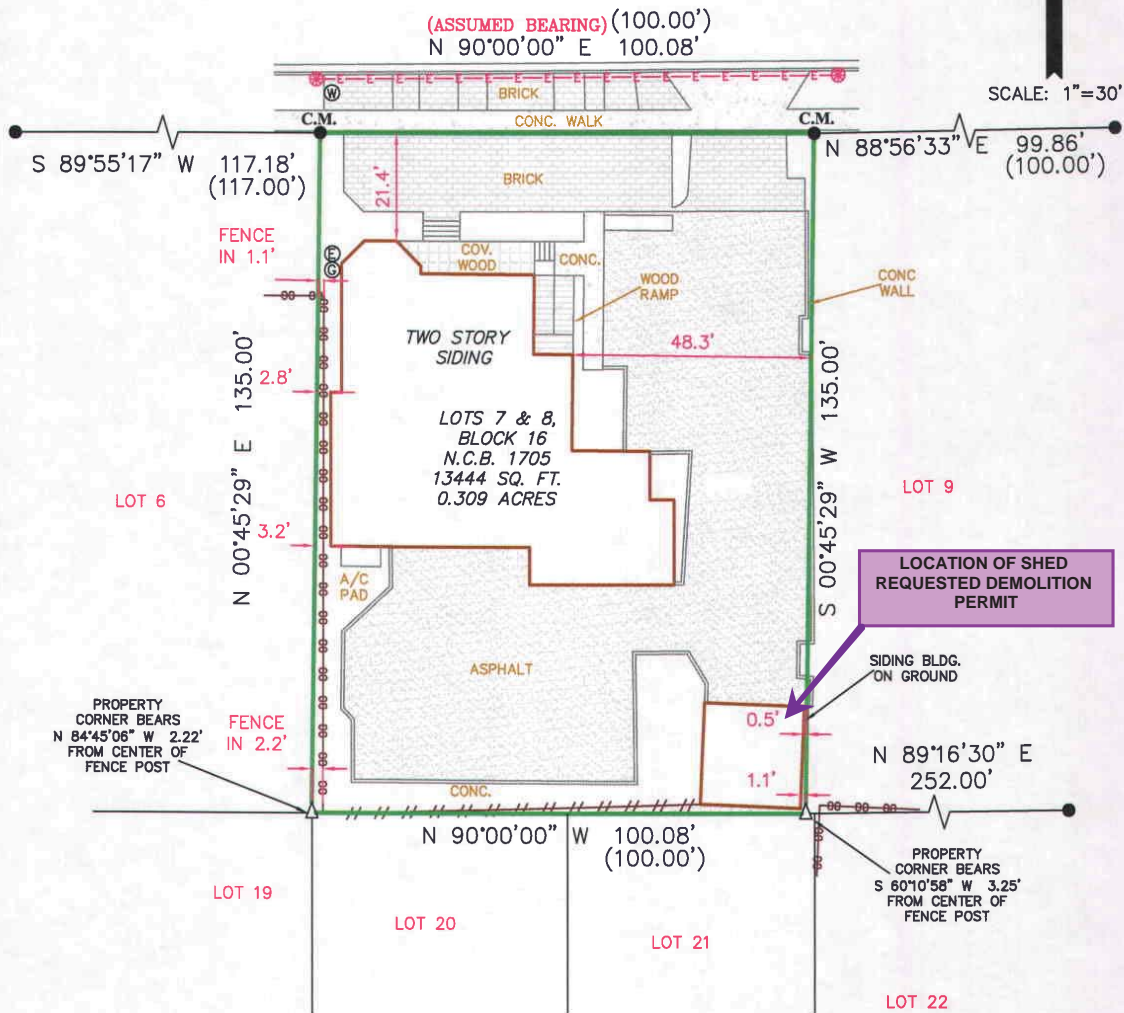 (ASSUMED BEARING) (100.00')
N 90°00'00" E 100.08'
SCALE: 1"=30'
E E E E E E E E E E E
W
BRICK
C.M.
CONC. WALK
C.M.
S 89°55'17" W 117.18'
(117.00')
N 88°56'33" E 99.86'
(100.00')
BRICK
21.4'
FENCE
IN 1.1'
E
G
COV.
WOOD
CONC.
WOOD
RAMP
CONC
WALL
TWO STORY
SIDING
48.3'
2.8'
N 00°45'29" E 135.00'
LOTS 7 & 8,
BLOCK 16
N.C.B. 1705
13444 SQ. FT.
0.309 ACRES
S 00°45'29" W 135.00'
LOT 6
LOT 9
3.2'
A/C
PAD
LOCATION OF SHED
REQUESTED DEMOLITION
PERMIT
ASPHALT
SIDING BLDG.
ON GROUND
PROPERTY
CORNER BEARS
N 84°45'06" W 2.22'
FROM CENTER OF
FENCE POST
FENCE
IN 2.2'
0.5'
1.1'
N 89°16'30" E
252.00'
CONC.
N 90°00'00" W 100.08'
(100.00')
PROPERTY
CORNER BEARS
S 60°10'58" W 3.25'
FROM CENTER OF
FENCE POST
LOT 19
LOT 20
LOT 21
LOT 22